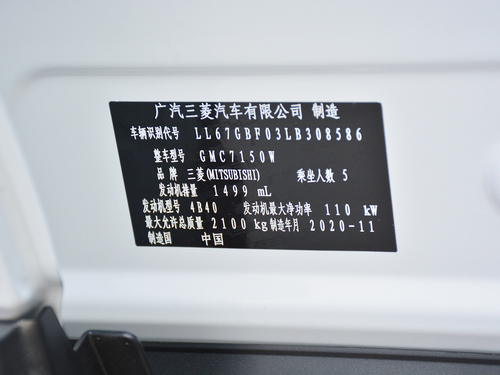 广汽三菱汽车有限公司 制造
车辆识别代号 LL67GBF03LB308586
整车型号 GMC7150W
品 牌 三菱(MITSUBISHI) 乘坐人数 5
发动机排量 1499 mL
发动机型号 4B40 发动机最大净功率 110 kW
最大允许总质量 2100 kg 制造年月 2020-11
制造国 中国